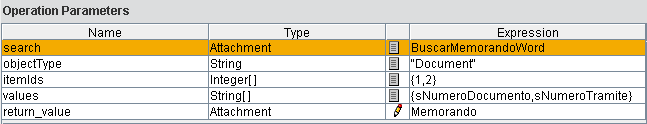 Operation Parameters
Name Type Expression
search Attachment BuscarMemorandoWord
objectType String "Document"
itemIds Integer[] {1,2}
values String[] {sNumeroDocumento,sNumeroTramite}
return_value Attachment Memorando